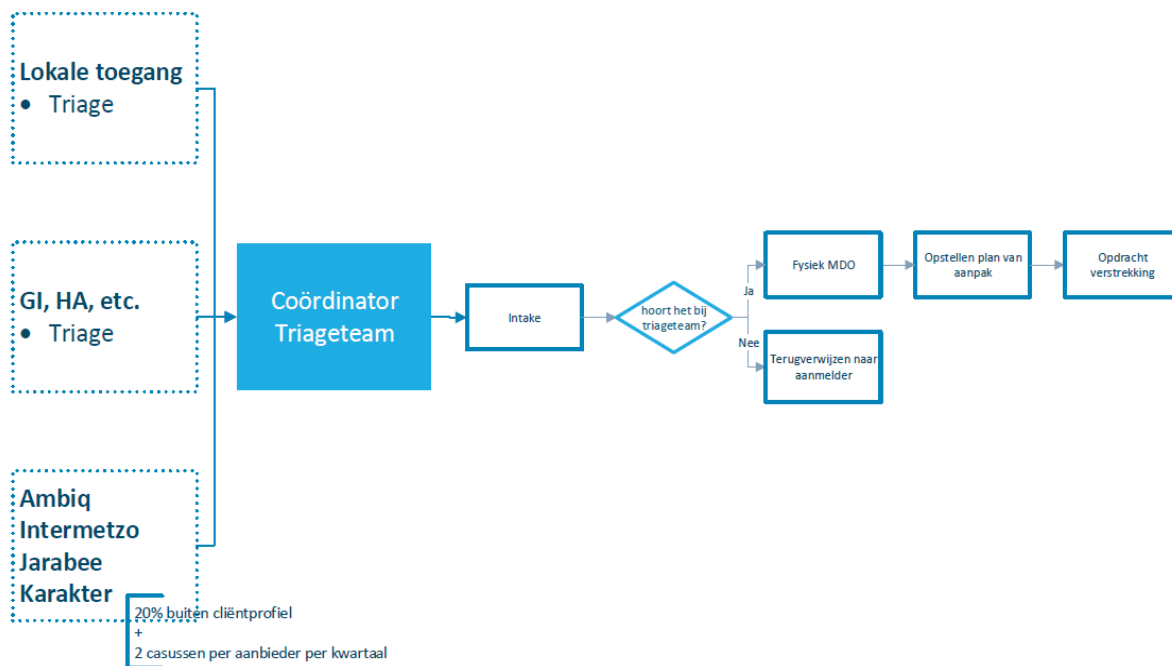 Lokale toegang
• Triage
GI, HA, etc.
• Triage
Ambiq
Intermetzo
Jarabee
Karakter
20% buiten cliëntprofiel
+
2 casussen per aanbieder per kwartaal
Coördinator
Triageteam
Intake
hoort het bij
triageteam?
Ja
Nee
Fysiek MDO
Terugverwijzen naar
aanmelder
Opstellen plan van
aanpak
Opdracht
verstrekking